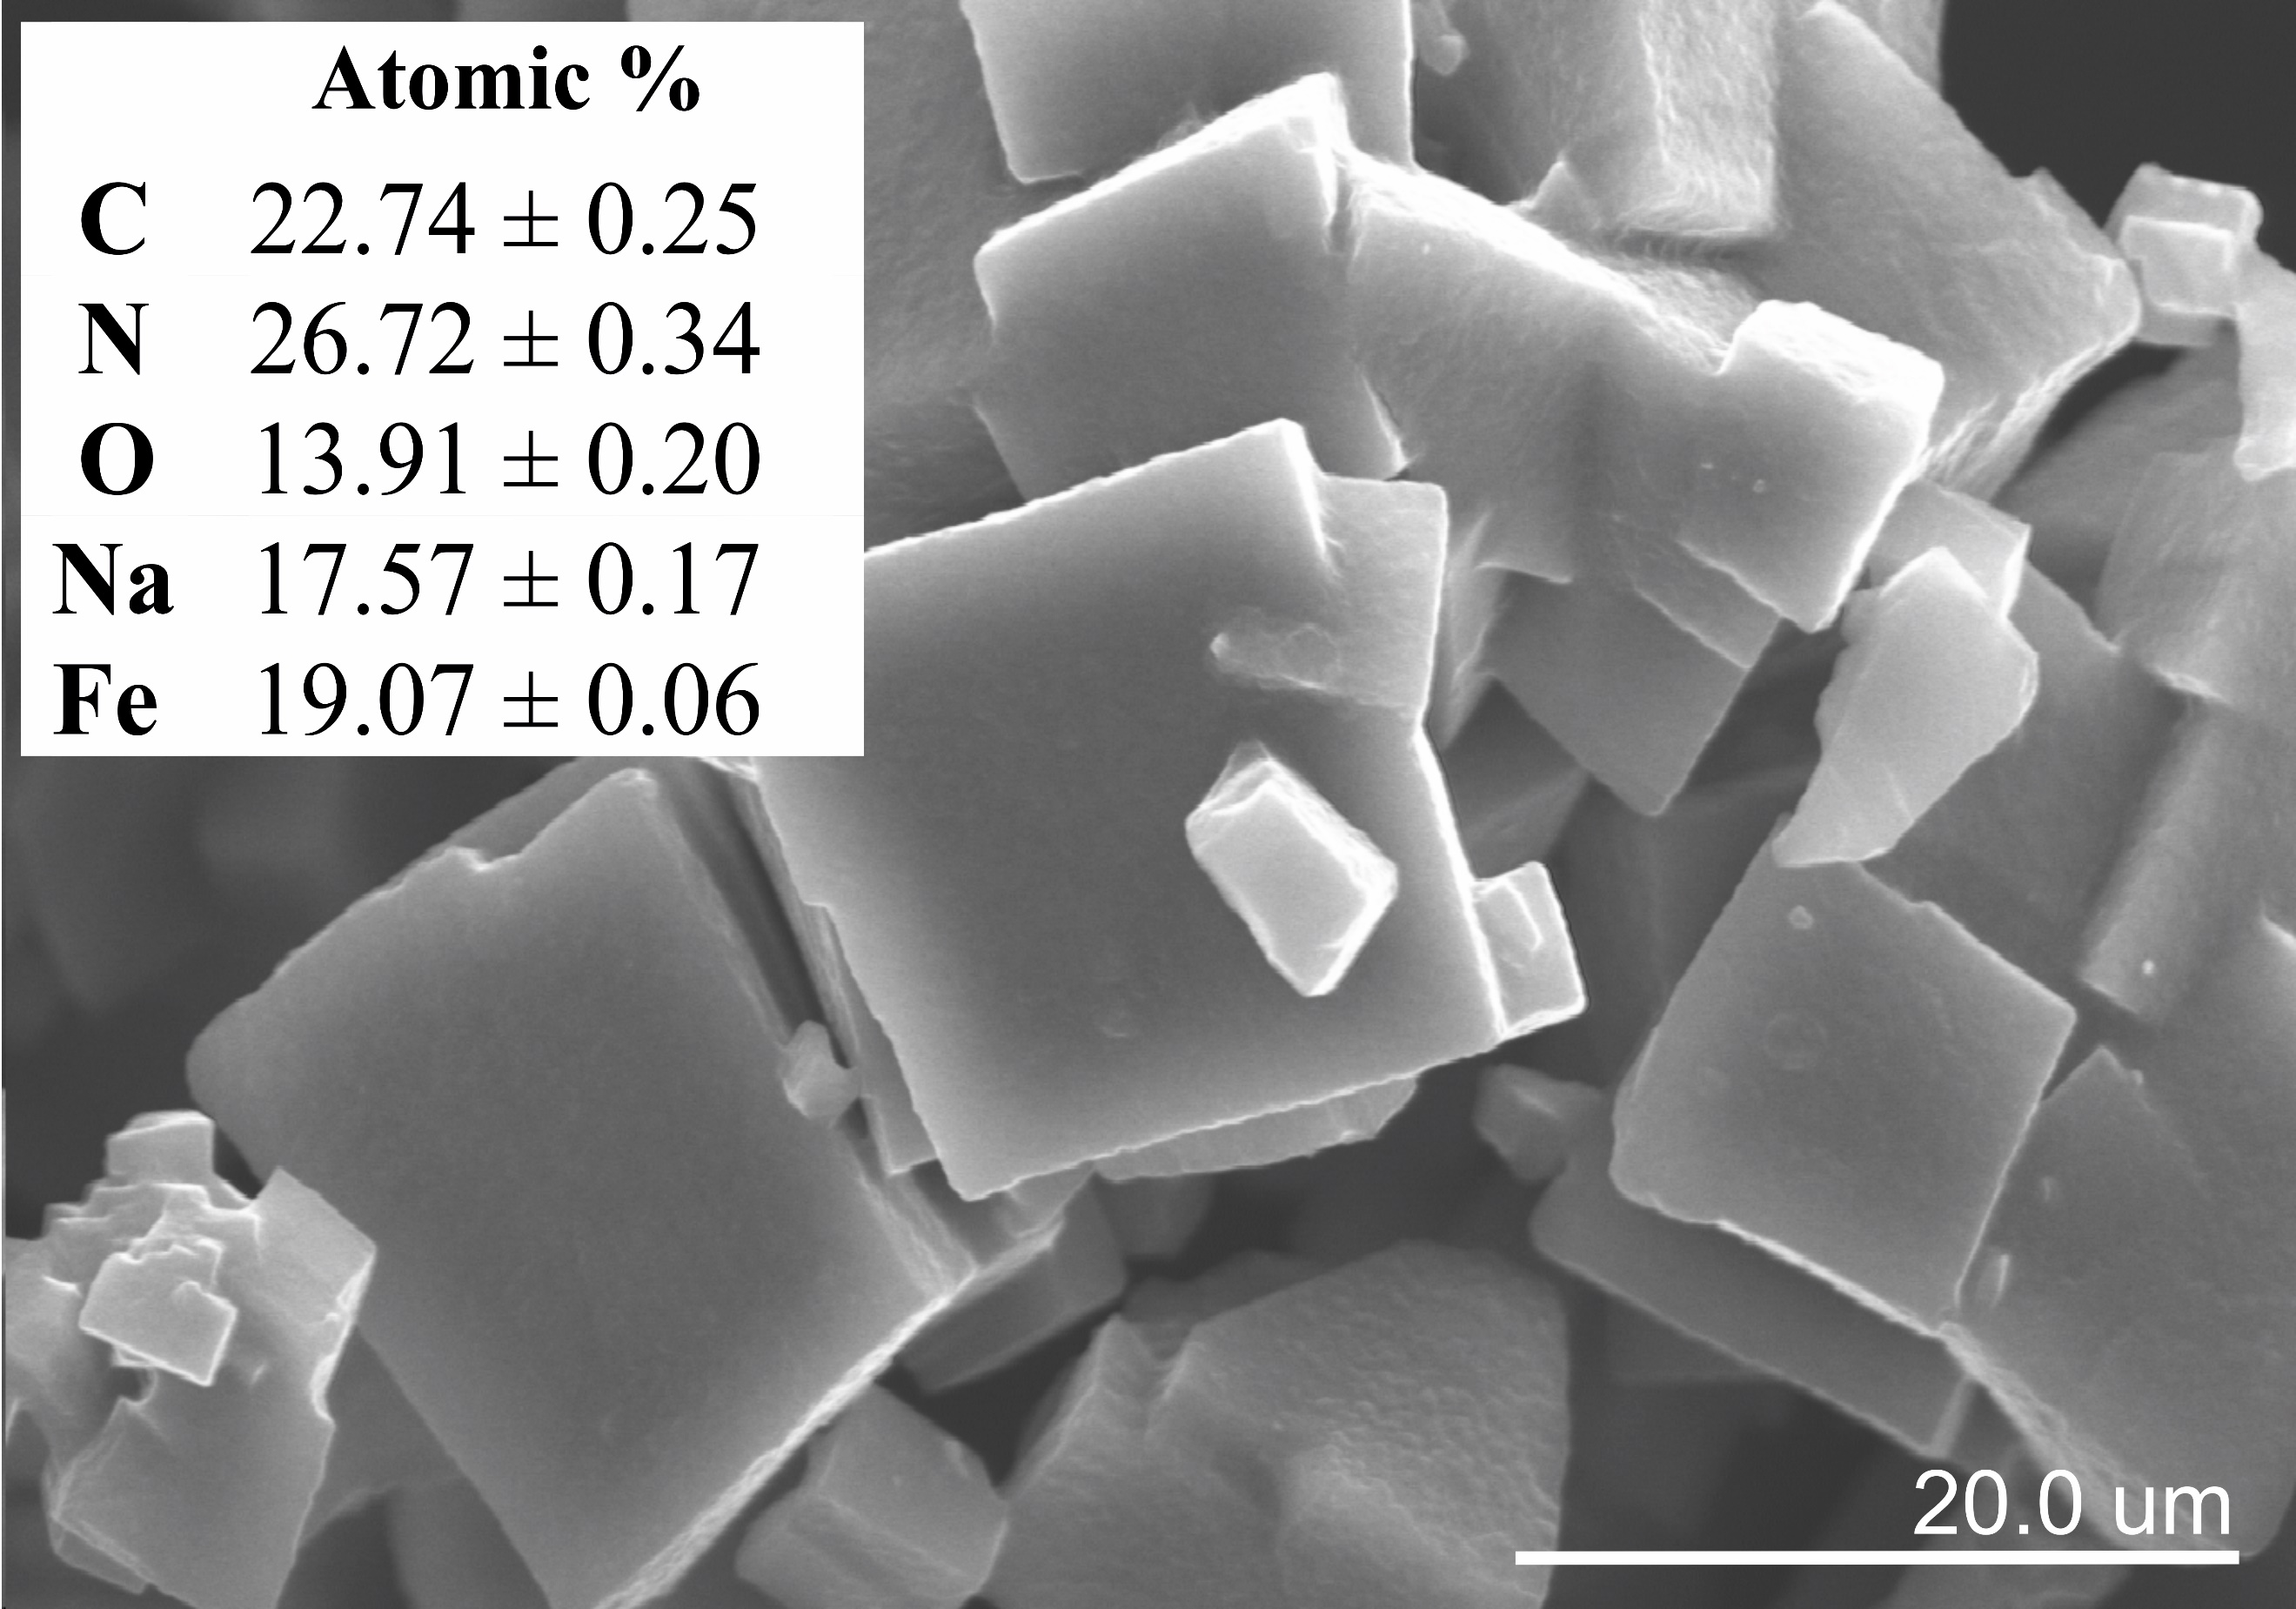 Atomic %
C 22.74 ± 0.25
N 26.72 ± 0.34
O 13.91 ± 0.20
Na 17.57 ± 0.17
Fe 19.07 ± 0.06
20.0 um